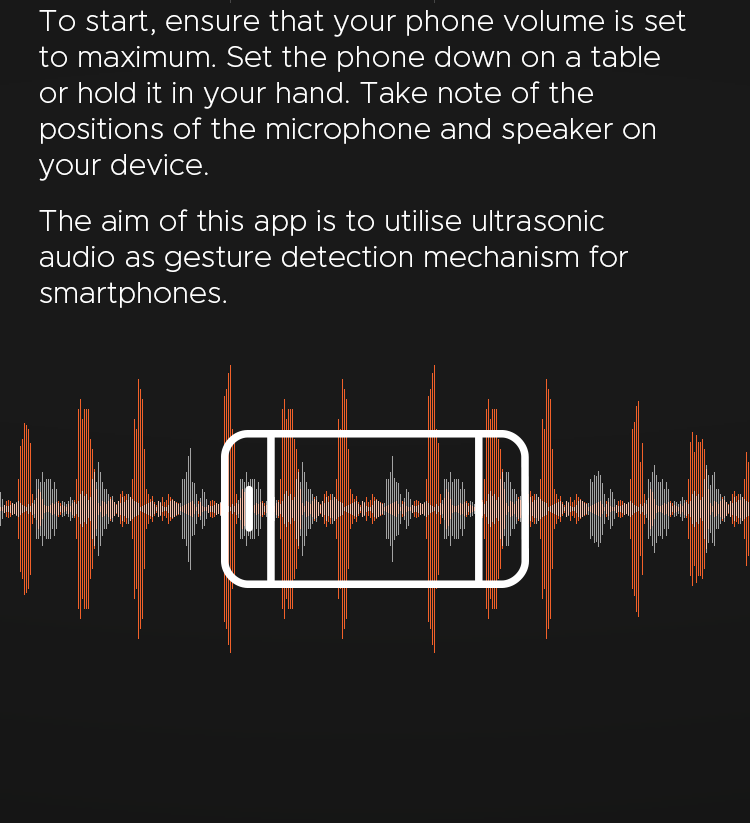 To start, ensure that your phone volume is set
to maximum. Set the phone down on a table
or hold it in your hand. Take note of the
positions of the microphone and speaker on
your device.
The aim of this app is to utilise ultrasonic
audio as gesture detection mechanism for
smartphones.